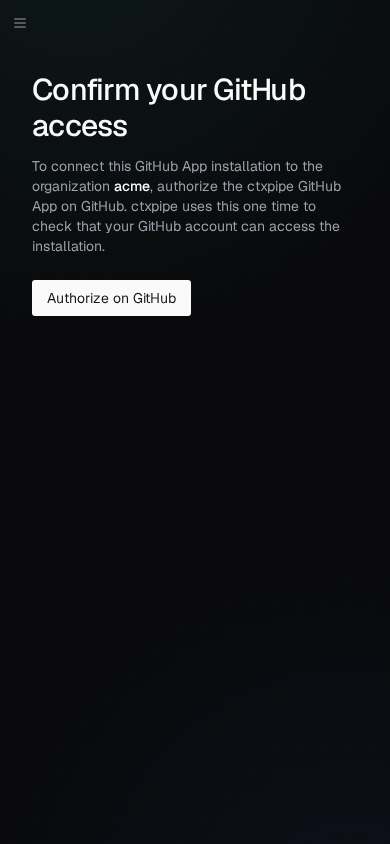 Confirm your GitHub
access
To connect this GitHub App installation to the
organization acme, authorize the ctxpipe GitHub
App on GitHub. ctxpipe uses this one time to
check that your GitHub account can access the
installation.
Authorize on GitHub